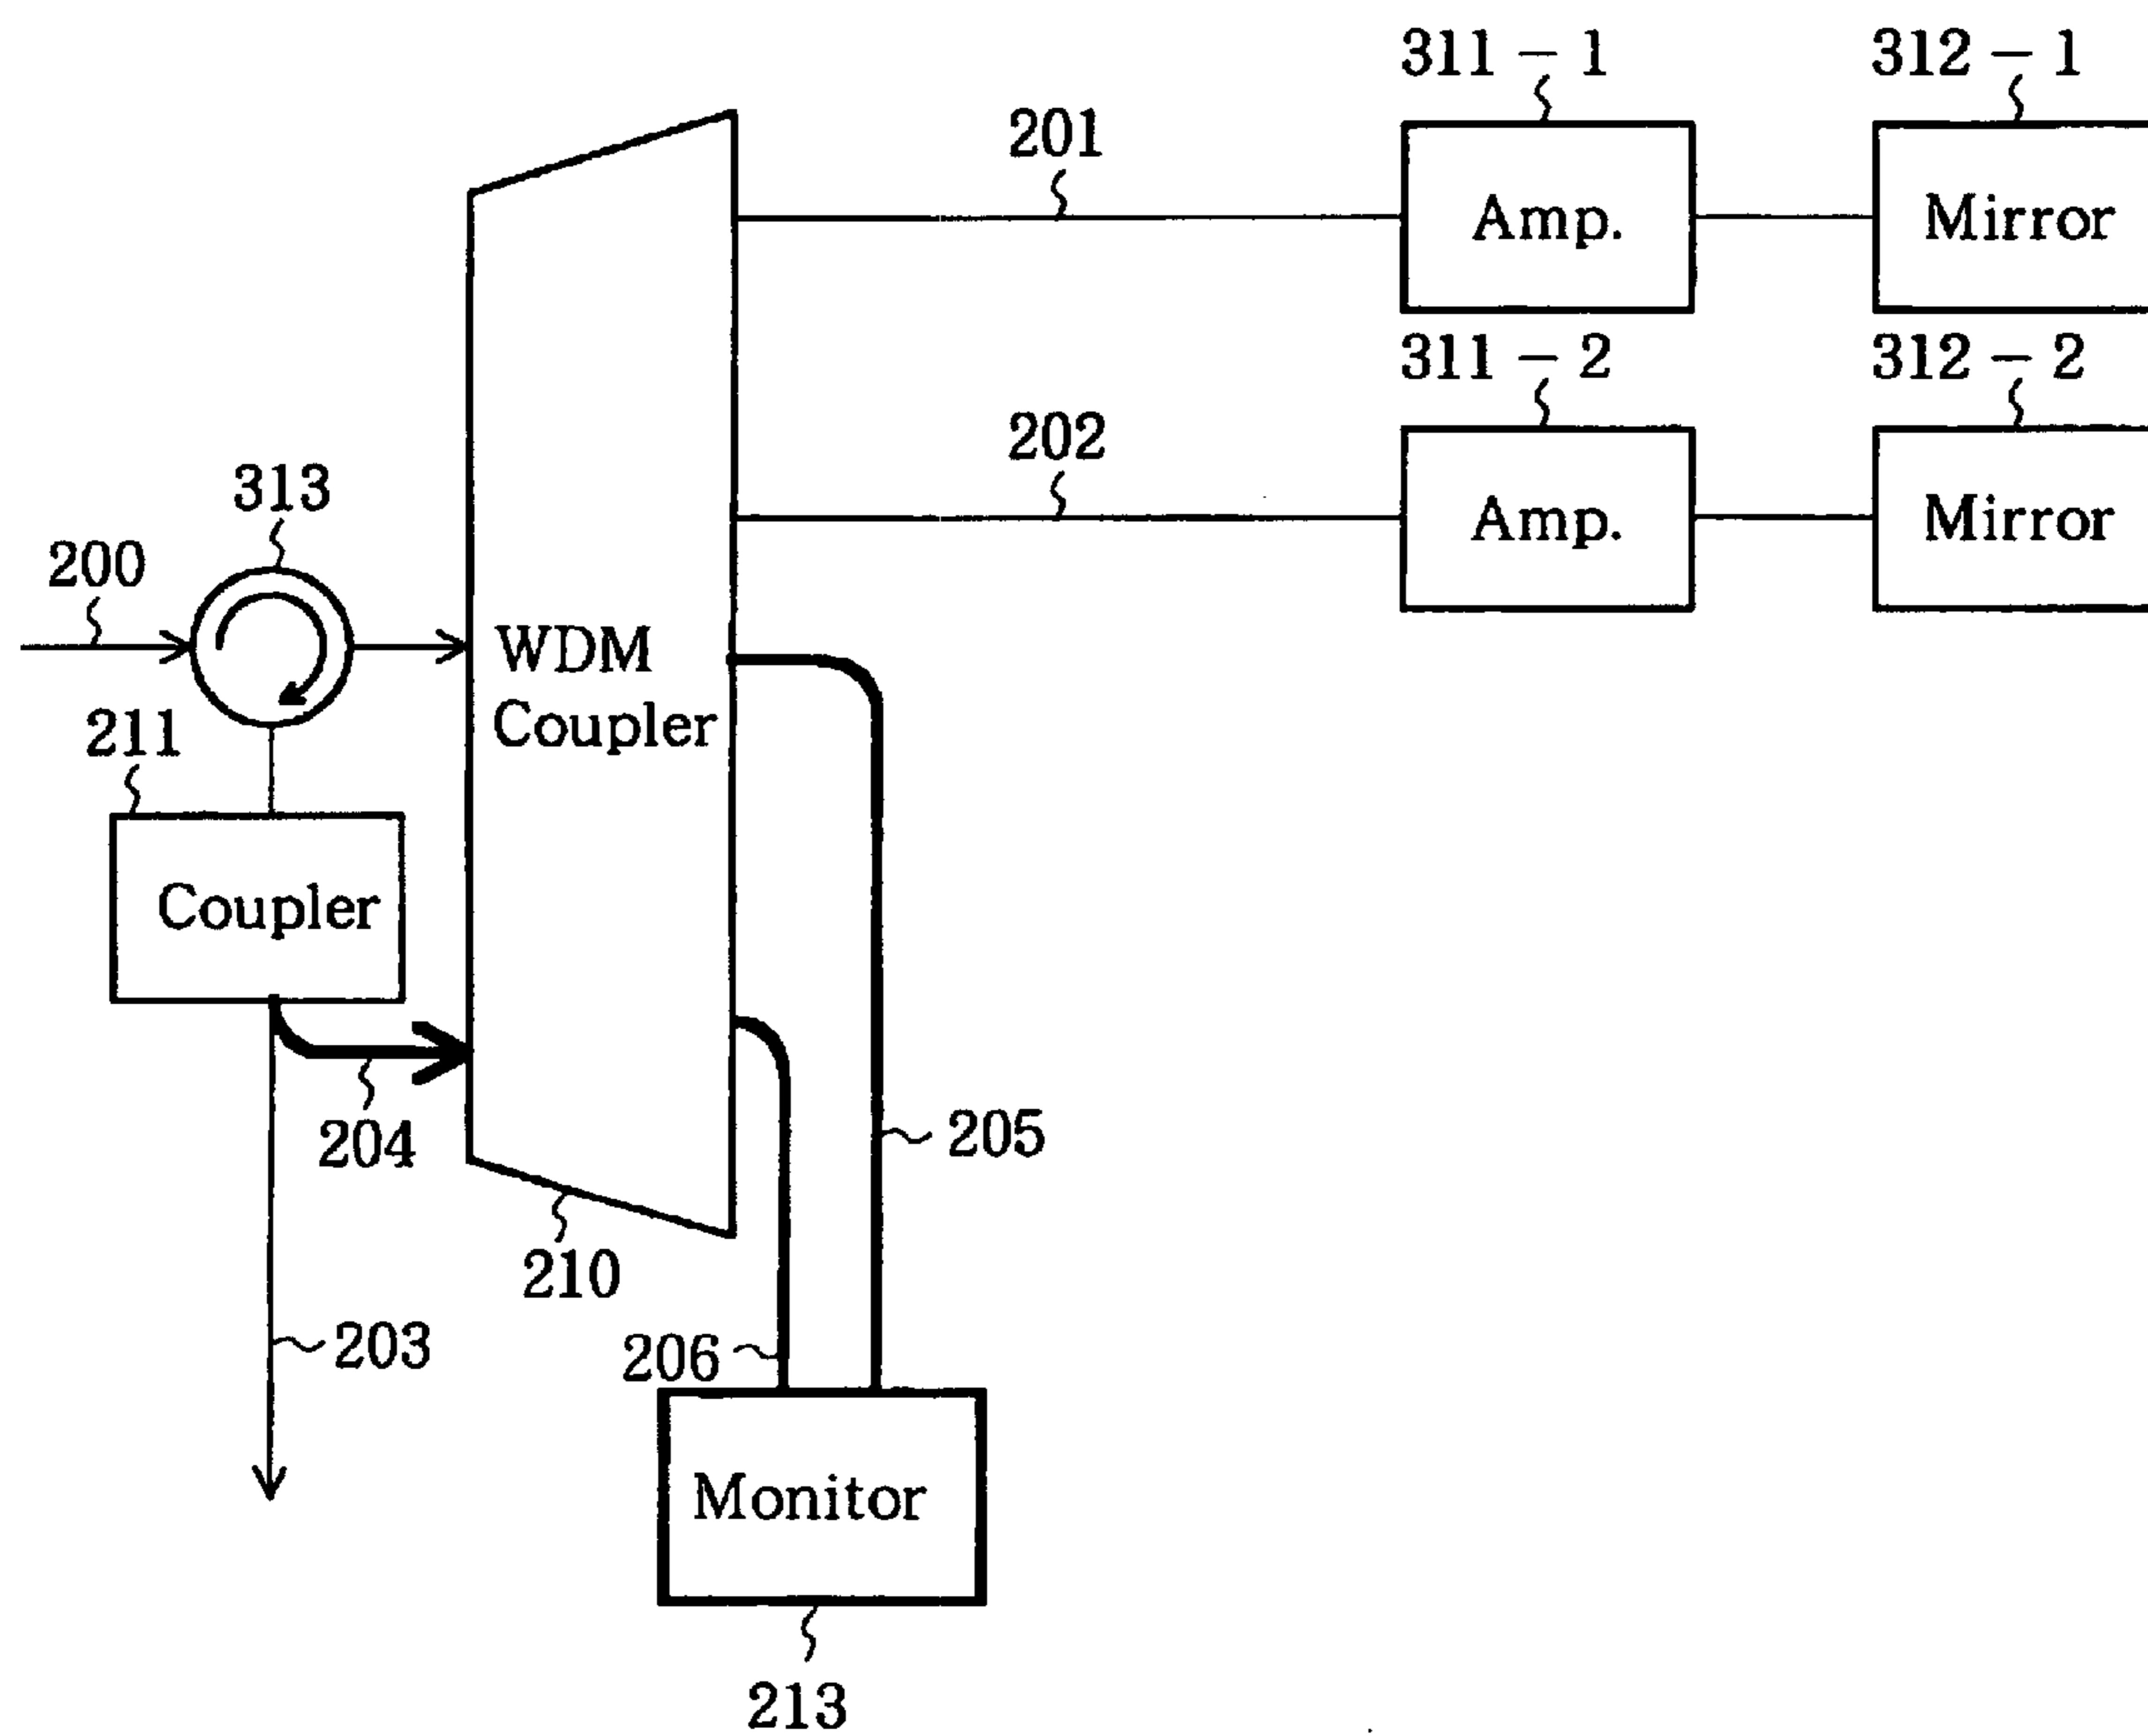 311 - 1
312 - 1
201
Amp.
Mirror
311 - 2
312 - 2
202
313
Amp.
Mirror
200
WDM
Coupler
211
Coupler
204
205
210
203
206
Monitor
213